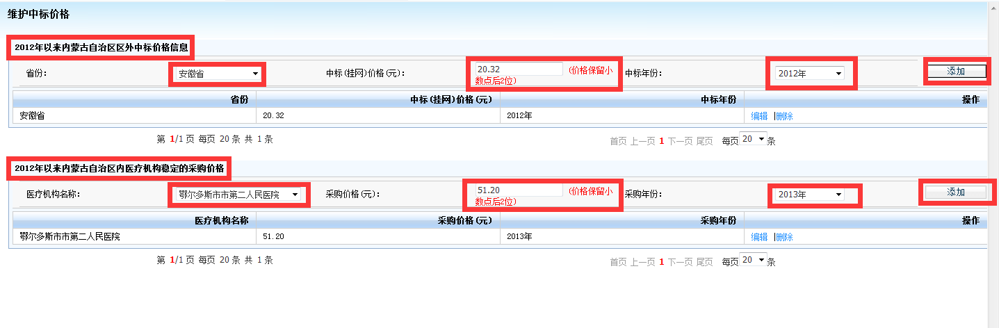 维护中标价格
2012年以来内蒙古自治区区外中标价格信息
省份: 安徽省 中标(挂网)价格(元): 20.32 (价格保留小数点后2位) 中标年份: 2012年 添加
省份 中标(挂网)价格(元) 中标年份 操作
安徽省 20.32 2012年 编辑 |删除
第 1/1 页 每页 20 条 共 1 条 首页 上一页 1 下一页 尾页 每页 20 条
2012年以来内蒙古自治区内医疗机构稳定的采购价格
医疗机构名称: 鄂尔多斯市市第二人民医院 采购价格(元): 51.20 (价格保留小数点后2位) 采购年份: 2013年 添加
医疗机构名称 采购价格(元) 采购年份 操作
鄂尔多斯市市第二人民医院 51.20 2013年 编辑 |删除
第 1/1 页 每页 20 条 共 1 条 首页 上一页 1 下一页 尾页 每页 20 条